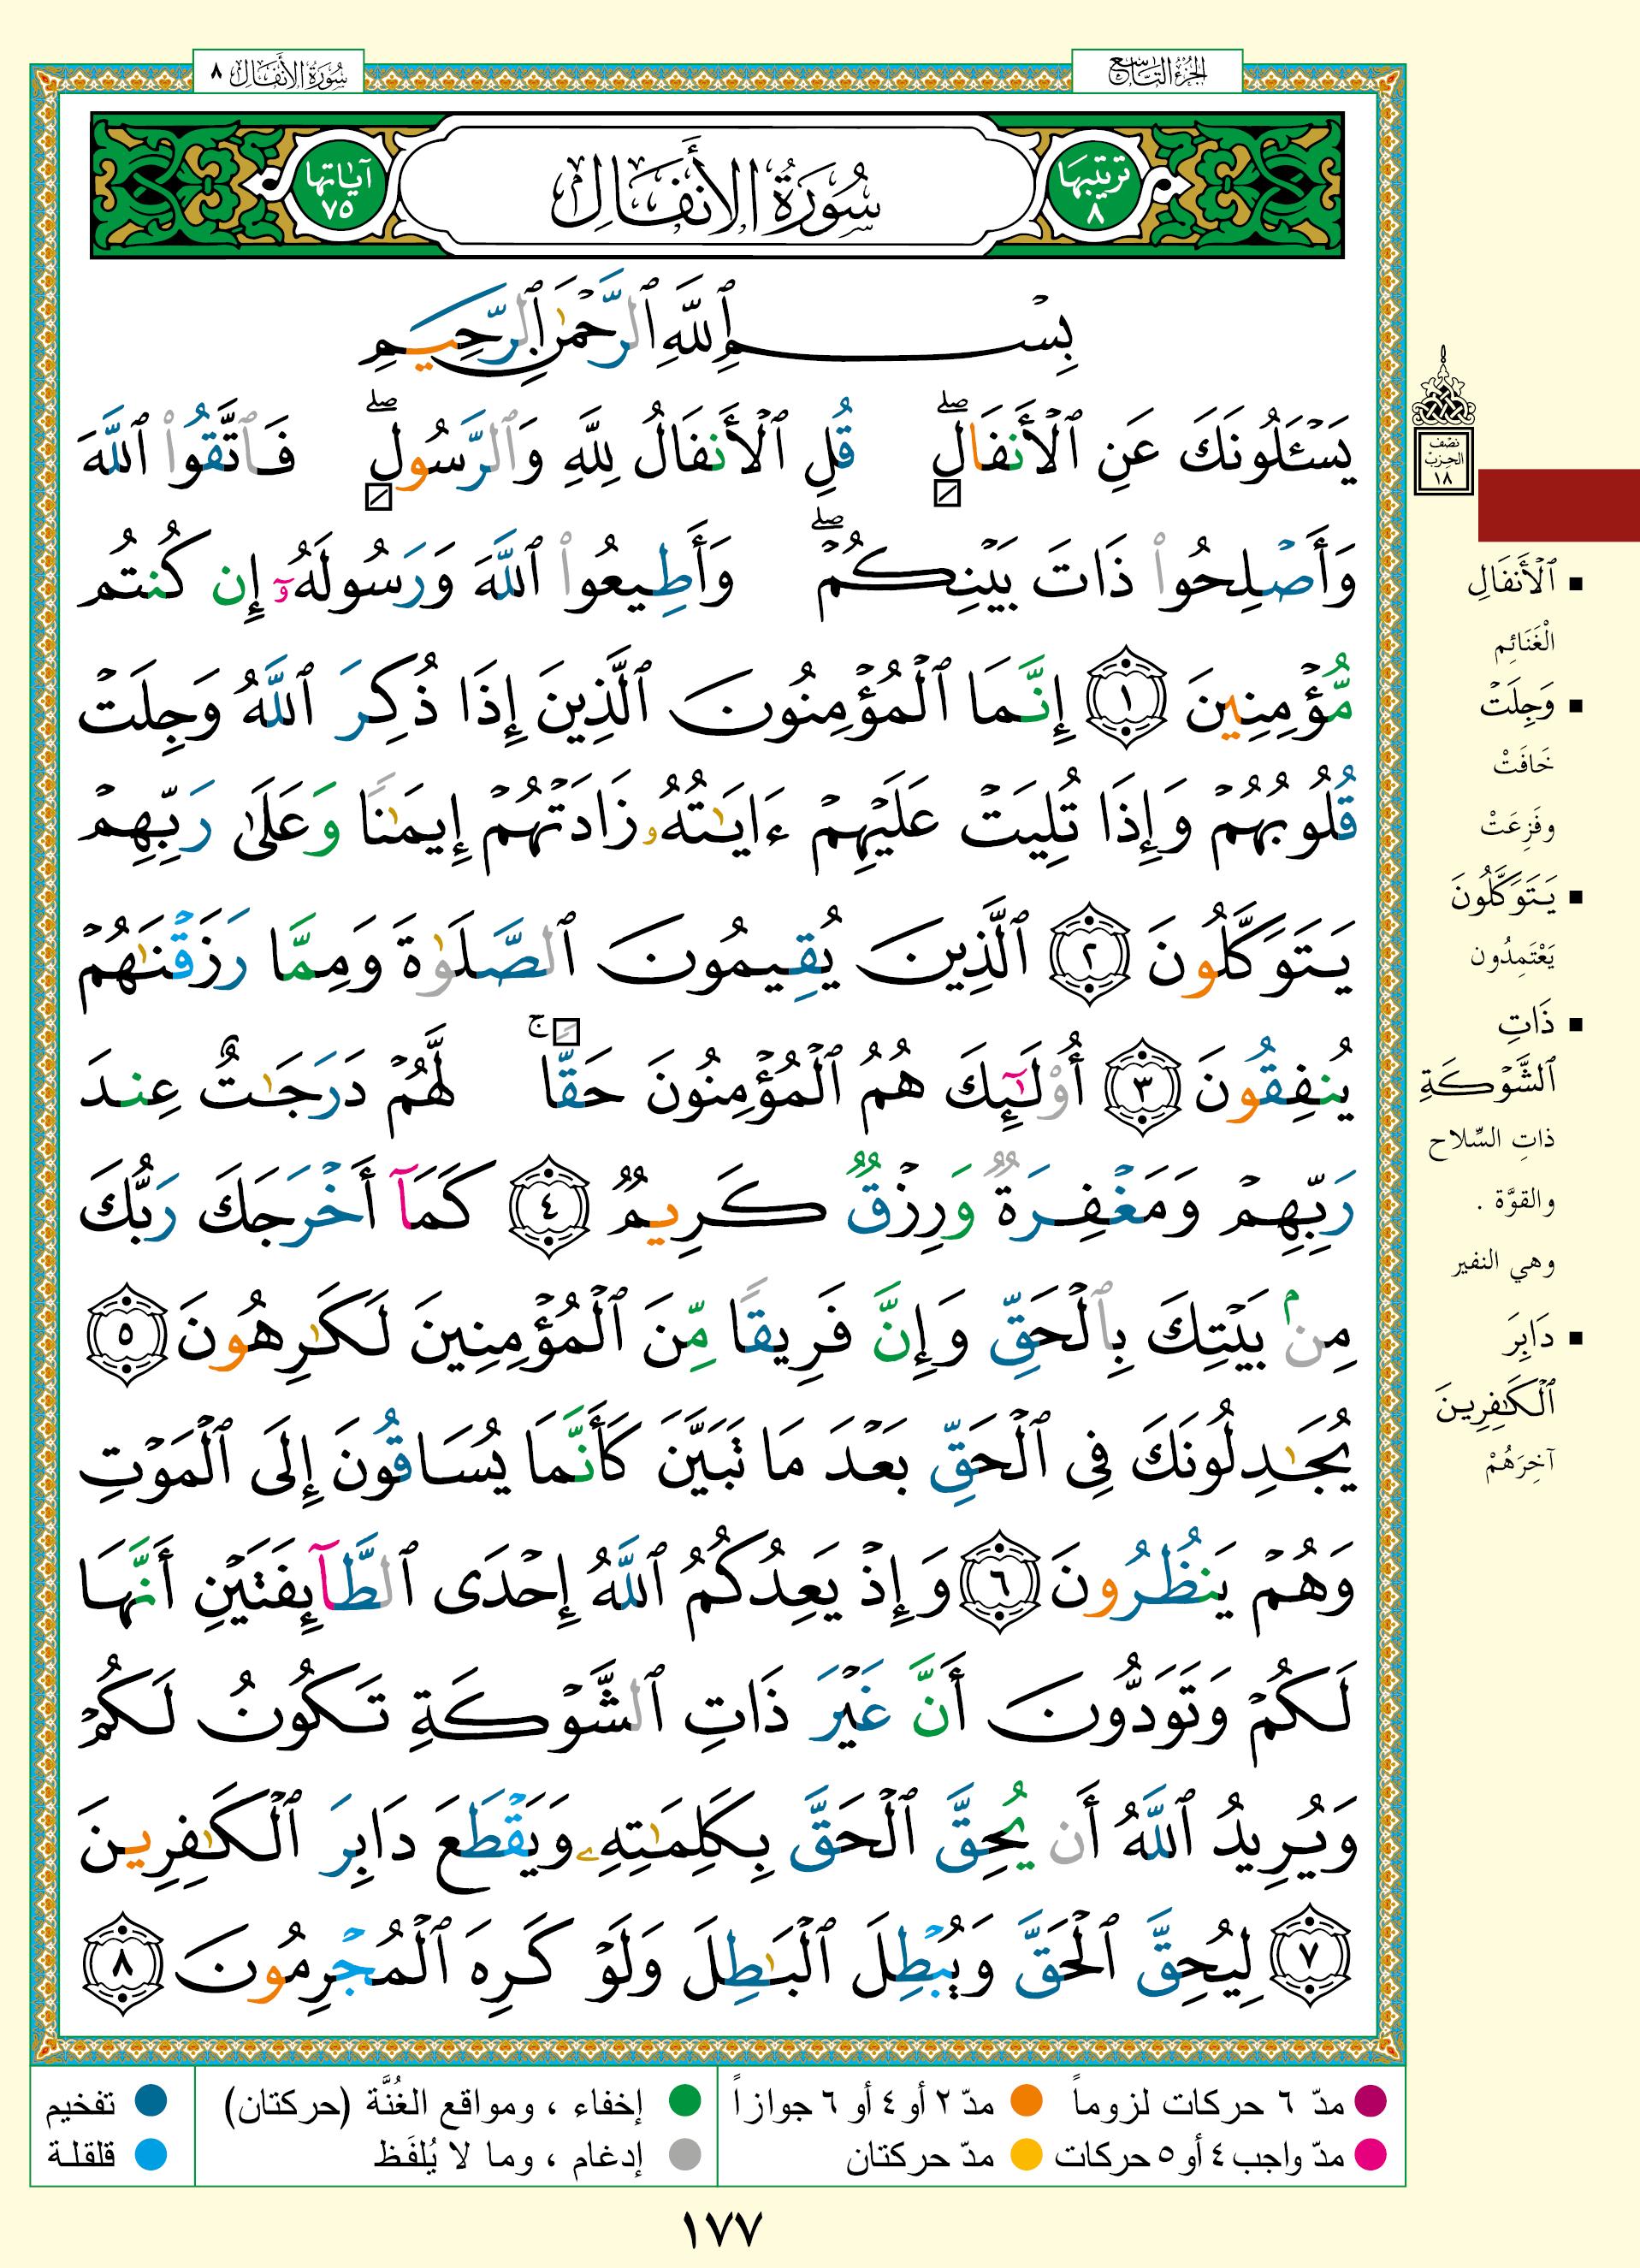 الجزء التاسع
سورة الأنفال ٨
ترتيبها ٨
سُورَةُ الأَنفَالِ
آيَاتها ٧٥
بِسْمِ ٱللَّهِ ٱلرَّحْمَٰنِ ٱلرَّحِيمِ
يَسْـَٔلُونَكَ عَنِ ٱلْأَنفَالِ ۖ قُلِ ٱلْأَنفَالُ لِلَّهِ وَٱلرَّسُولِ ۖ فَٱتَّقُوا۟ ٱللَّهَ
وَأَصْلِحُوا۟ ذَاتَ بَيْنِكُمْ ۖ وَأَطِيعُوا۟ ٱللَّهَ وَرَسُولَهُۥٓ إِن كُنتُم
مُّؤْمِنِينَ ١ إِنَّمَا ٱلْمُؤْمِنُونَ ٱلَّذِينَ إِذَا ذُكِرَ ٱللَّهُ وَجِلَتْ
قُلُوبُهُمْ وَإِذَا تُلِيَتْ عَلَيْهِمْ ءَايَٰتُهُۥ زَادَتْهُمْ إِيمَٰنًا وَعَلَىٰ رَبِّهِمْ
يَتَوَكَّلُونَ ٢ ٱلَّذِينَ يُقِيمُونَ ٱلصَّلَوٰةَ وَمِمَّا رَزَقْنَٰهُمْ
يُنفِقُونَ ٣ أُو۟لَٰٓئِكَ هُمُ ٱلْمُؤْمِنُونَ حَقًّا ۚ لَّهُمْ دَرَجَٰتٌ عِندَ
رَبِّهِمْ وَمَغْفِرَةٌ وَرِزْقٌ كَرِيمٌ ٤ كَمَآ أَخْرَجَكَ رَبُّكَ
مِنۢ بَيْتِكَ بِٱلْحَقِّ وَإِنَّ فَرِيقًا مِّنَ ٱلْمُؤْمِنِينَ لَكَٰرِهُونَ ٥
يُجَٰدِلُونَكَ فِى ٱلْحَقِّ بَعْدَ مَا تَبَيَّنَ كَأَنَّمَا يُسَاقُونَ إِلَى ٱلْمَوْتِ
وَهُمْ يَنظُرُونَ ٦ وَإِذْ يَعِدُكُمُ ٱللَّهُ إِحْدَى ٱلطَّآئِفَتَيْنِ أَنَّهَا
لَكُمْ وَتَوَدُّونَ أَنَّ غَيْرَ ذَاتِ ٱلشَّوْكَةِ تَكُونُ لَكُمْ
وَيُرِيدُ ٱللَّهُ أَن يُحِقَّ ٱلْحَقَّ بِكَلِمَٰتِهِۦ وَيَقْطَعَ دَابِرَ ٱلْكَٰفِرِينَ
٧ لِيُحِقَّ ٱلْحَقَّ وَيُبْطِلَ ٱلْبَٰطِلَ وَلَوْ كَرِهَ ٱلْمُجْرِمُونَ ٨
نصف
الحزب
١٨
▪ ٱلْأَنفَالِ
الْغَنَائِم
▪ وَجِلَتْ
خَافَتْ
وفَزِعَتْ
▪ يَتَوَكَّلُونَ
يَعْتَمِدُون
▪ ذَاتِ
ٱلشَّوْكَةِ
ذاتِ السِّلاح
والقوَّة .
وهي النفير
▪ دَابِرَ
ٱلْكَٰفِرِينَ
آخِرَهُمْ
مدّ ٦ حركات لزوماً
مدّ ٢ أو ٤ أو ٦ جوازاً
إخفاء ، ومواقع الغُنَّة (حركتان)
تفخيم
مدّ واجب ٤ أو ٥ حركات
مدّ حركتان
إدغام ، وما لا يُلفَظ
قلقلة
١٧٧